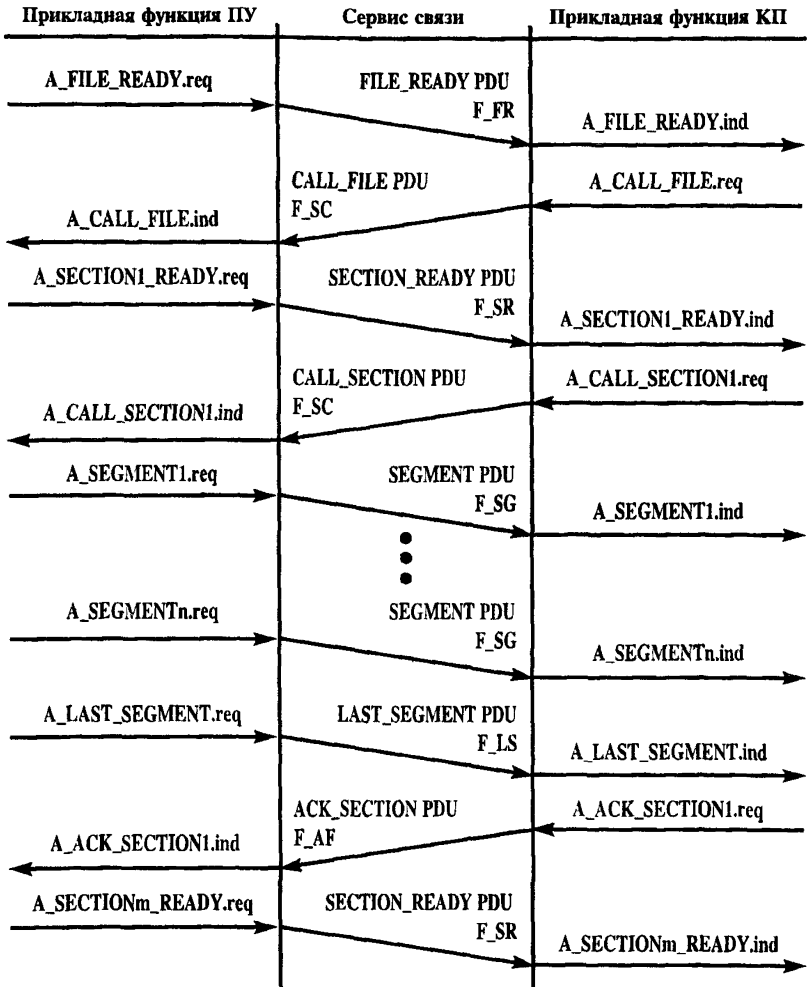 Прикладная функция ПУ
Сервис связи
Прикладная функция КП
A_FILE_READY.req
FILE_READY PDU
F_FR
A_FILE_READY.ind
CALL_FILE PDU
F_SC
A_CALL_FILE.req
A_CALL_FILE.ind
A_SECTION1_READY.req
SECTION_READY PDU
F_SR
A_SECTION1_READY.ind
CALL_SECTION PDU
F_SC
A_CALL_SECTION1.req
A_CALL_SECTION1.ind
A_SEGMENT1.req
SEGMENT PDU
F_SG
A_SEGMENT1.ind
A_SEGMENTn.req
SEGMENT PDU
F_SG
A_SEGMENTn.ind
A_LAST_SEGMENT.req
LAST_SEGMENT PDU
F_LS
A_LAST_SEGMENT.ind
ACK_SECTION PDU
F_AF
A_ACK_SECTION1.req
A_ACK_SECTION1.ind
A_SECTIONm_READY.req
SECTION_READY PDU
F_SR
A_SECTIONm_READY.ind